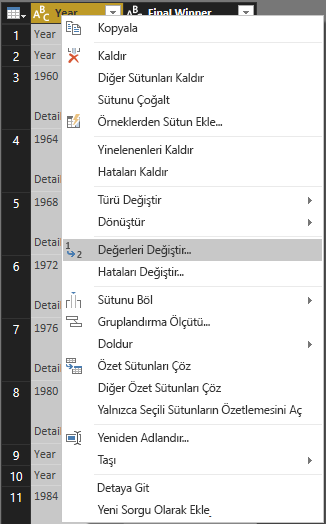 Year Final Winner
1 Year
Kopyala
2 Year
Kaldır
3 1960
Diğer Sütunları Kaldır
Sütunu Çoğalt
Detail
Örneklerden Sütun Ekle...
4 1964
Yinelenenleri Kaldır
Detail
Hataları Kaldır
5 1968
Türü Değiştir
Dönüştür
Detail
Değerleri Değiştir...
6 1972
Hataları Değiştir...
Detail
Sütunu Böl
7 1976
Gruplandırma Ölçütü...
Doldur
Detail
Özet Sütunları Çöz
8 1980
Diğer Özet Sütunları Çöz
Yalnızca Seçili Sütunların Özetlemesini Aç
Detail
Yeniden Adlandır...
9 Year
Taşı
10 Year
Detaya Git
11 1984
Yeni Sorgu Olarak Ekle